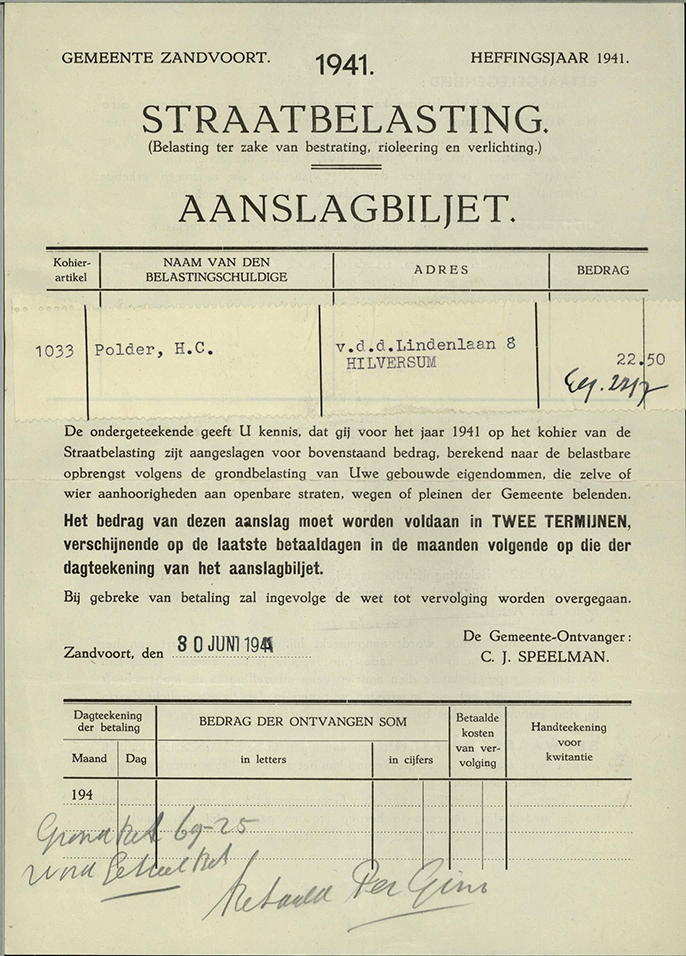 GEMEENTE ZANDVOORT. 1941. HEFFINGSJAAR 1941.
STRAATBELASTING.
(Belasting ter zake van bestrating, rioleering en verlichting.)
AANSLAGBILJET.
Kohier-artikel NAAM VAN DEN BELASTINGSCHULDIGE ADRES BEDRAG
1033 Polder, H.C. v.d.d.Lindenlaan 8
HILVERSUM 22.50
De ondergeteekende geeft U kennis, dat gij voor het jaar 1941 op het kohier van de
Straatbelasting zijt aangeslagen voor bovenstaand bedrag, berekend naar de belastbare
opbrengst volgens de grondbelasting van Uwe gebouwde eigendommen, die zelve of
wier aanhoorigheden aan openbare straten, wegen of pleinen der Gemeente belenden.
Het bedrag van dezen aanslag moet worden voldaan in TWEE TERMIJNEN,
verschijnende op de laatste betaaldagen in de maanden volgende op die der
dagteekening van het aanslagbiljet.
Bij gebreke van betaling zal ingevolge de wet tot vervolging worden overgegaan.
Zandvoort, den 30 JUNI 1941
De Gemeente-Ontvanger:
C. J. SPEELMAN.
Dagteekening der betaling BEDRAG DER ONTVANGEN SOM Betaalde kosten van ver-volging Handteekening voor kwitantie
Maand Dag in letters in cijfers
194
69-25
Betaald Per Giro